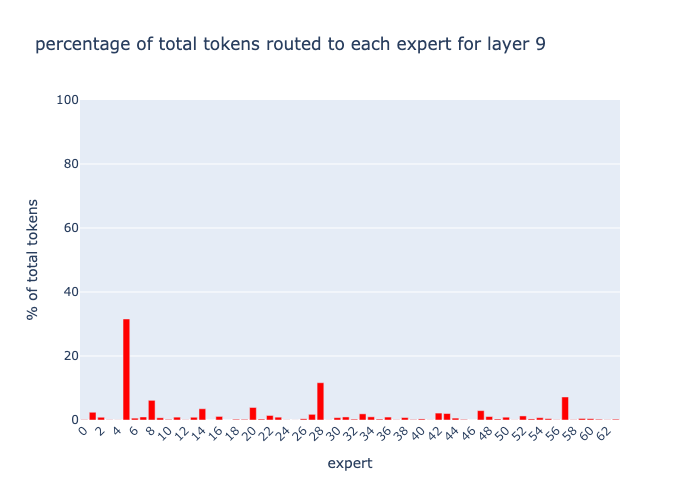 percentage of total tokens routed to each expert for layer 9
% of total tokens
100
80
60
40
20
0
0 2 4 6 8 10 12 14 16 18 20 22 24 26 28 30 32 34 36 38 40 42 44 46 48 50 52 54 56 58 60 62
expert